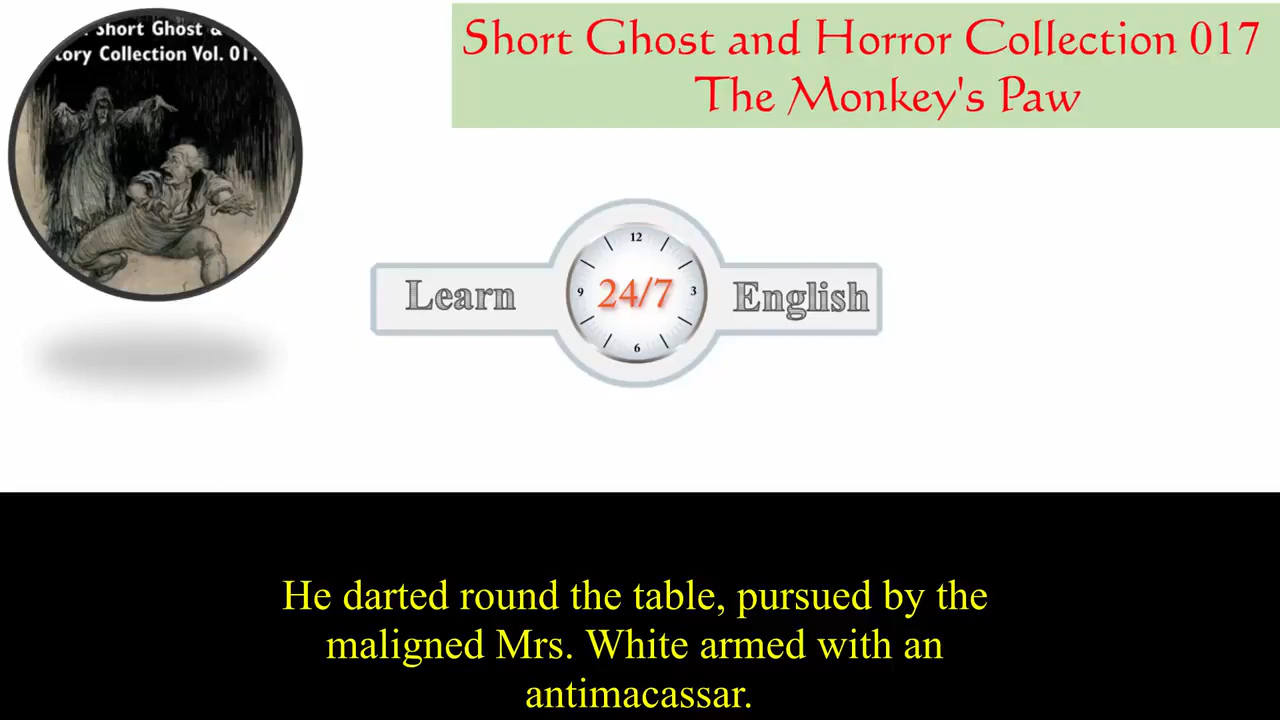 Short Ghost &
tory Collection Vol. 01
Short Ghost and Horror Collection 017
The Monkey's Paw
Learn
24/7
English
12
9
3
6
He darted round the table, pursued by the
maligned Mrs. White armed with an
antimacassar.